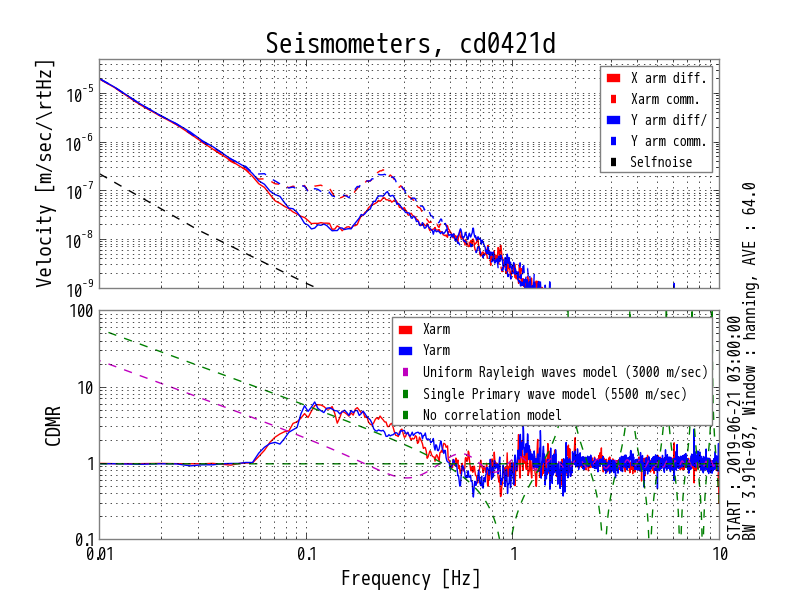 Seismometers, cd0421d
Velocity [m/sec/\rtHz]
10^-5
10^-6
10^-7
10^-8
10^-9
X arm diff.
Xarm comm.
Y arm diff/
Y arm comm.
Selfnoise
CDMR
100
10
1
0.1
Xarm
Yarm
Uniform Rayleigh waves model (3000 m/sec)
Single Primary wave model (5500 m/sec)
No correlation model
0.01
0.1
1
10
Frequency [Hz]
START : 2019-06-21 03:00:00
BW : 3.91e-03, Window : hanning, AVE : 64.0